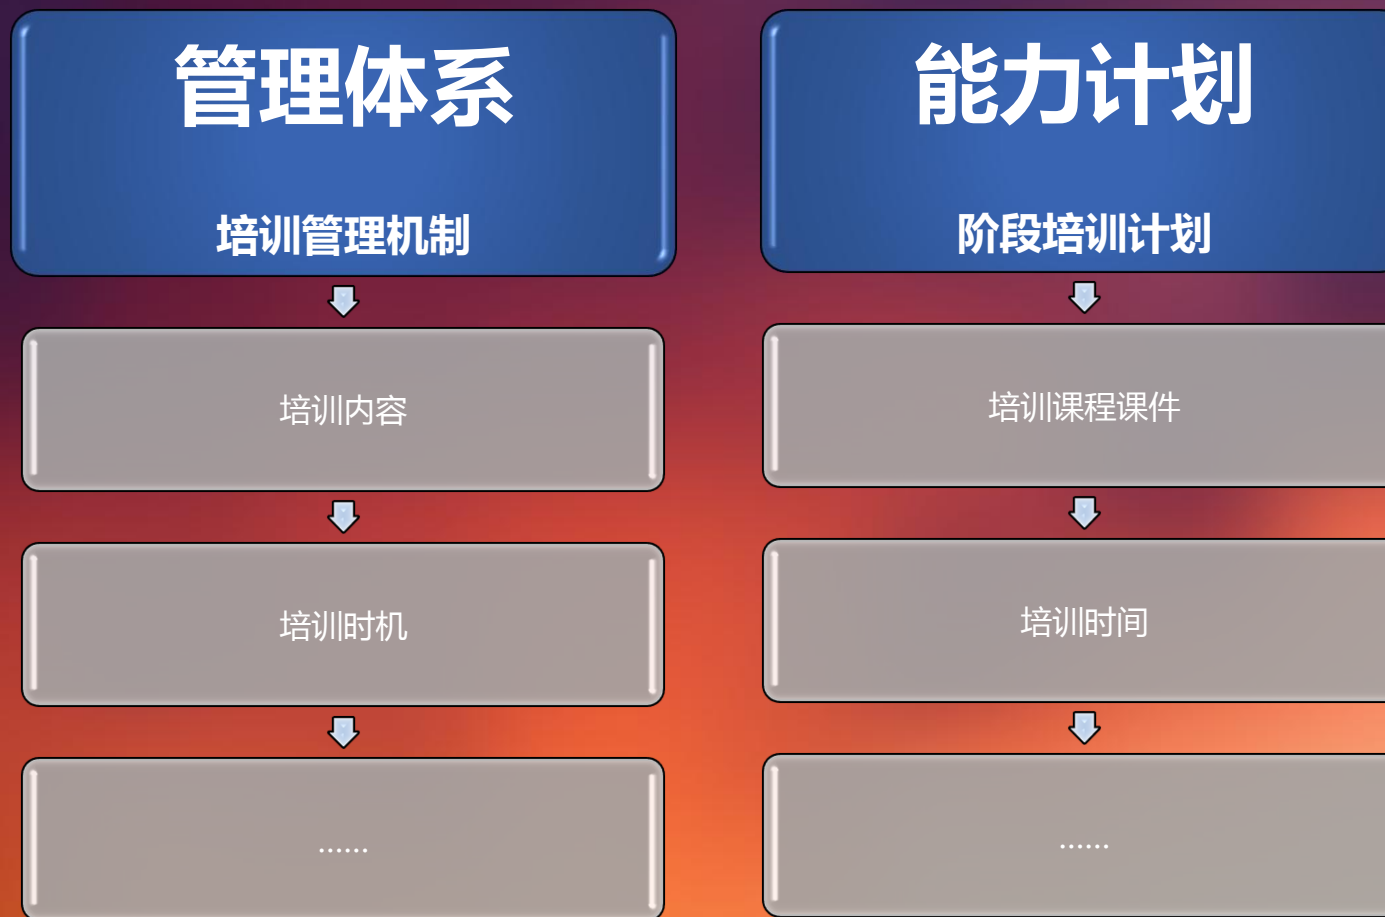 管理体系
培训管理机制
培训内容
培训时机
……
能力计划
阶段培训计划
培训课程课件
培训时间
……